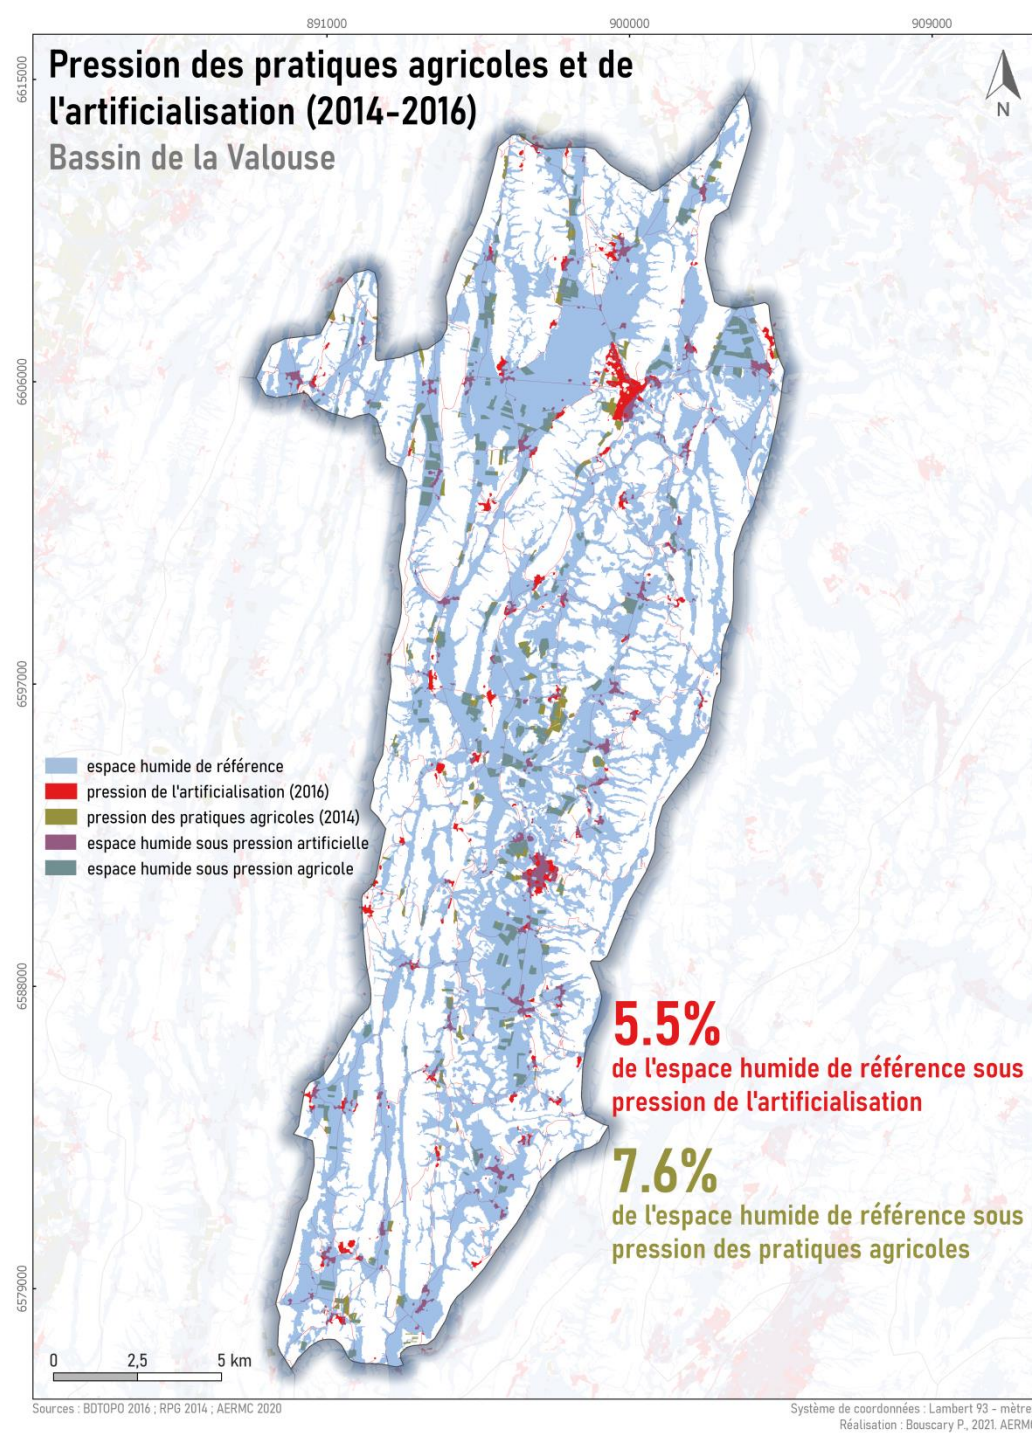 891000
900000
909000
Pression des pratiques agricoles et de
l'artificialisation (2014-2016)
Bassin de la Valouse
N
6615000
6606000
6597000
6588000
6579000
espace humide de référence
pression de l'artificialisation (2016)
pression des pratiques agricoles (2014)
espace humide sous pression artificielle
espace humide sous pression agricole
5.5%
de l'espace humide de référence sous
pression de l'artificialisation
7.6%
de l'espace humide de référence sous
pression des pratiques agricoles
0 2,5 5 km
Sources : BDTOPO 2016 ; RPG 2014 ; AERMC 2020
Système de coordonnées : Lambert 93 - mètre
Réalisation : Bouscary P., 2021. AERM